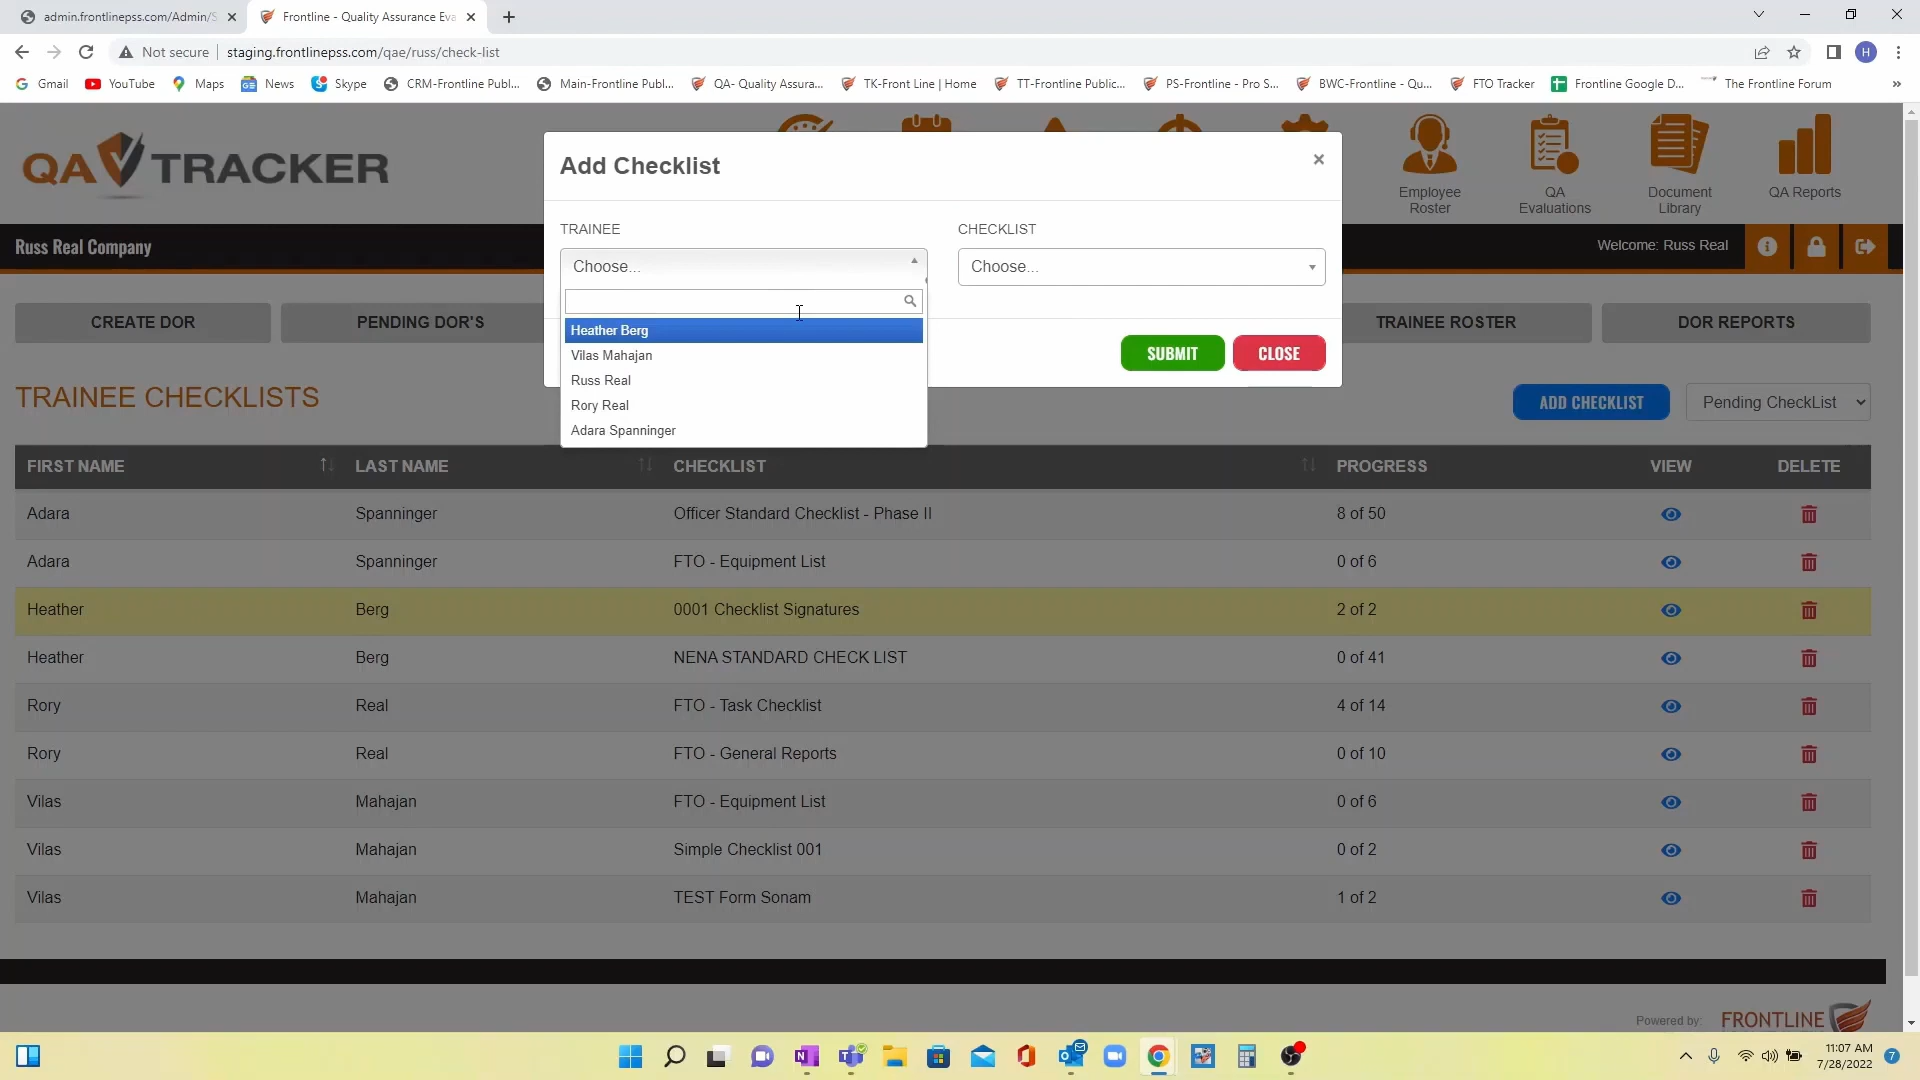 admin.frontlinepss.com/Admin/S
Frontline - Quality Assurance Eva
Not secure
staging.frontlinepss.com/qae/russ/check-list
H
Gmail
YouTube
Maps
News
Skype
CRM-Frontline Publ...
Main-Frontline Publ...
QA- Quality Assura...
TK-Front Line | Home
TT-Frontline Public...
PS-Frontline - Pro S...
BWC-Frontline - Qu...
FTO Tracker
Frontline Google D...
The Frontline Forum
QA TRACKER
Employee
Roster
QA
Evaluations
Document
Library
QA Reports
Russ Real Company
Welcome: Russ Real
Add Checklist
TRAINEE
CHECKLIST
Choose...
Choose...
Heather Berg
Vilas Mahajan
Russ Real
Rory Real
Adara Spanninger
SUBMIT
CLOSE
CREATE DOR
PENDING DOR'S
TRAINEE ROSTER
DOR REPORTS
TRAINEE CHECKLISTS
ADD CHECKLIST
Pending CheckList
FIRST NAME LAST NAME CHECKLIST PROGRESS VIEW DELETE
Adara Spanninger Officer Standard Checklist - Phase II 8 of 50
Adara Spanninger FTO - Equipment List 0 of 6
Heather Berg 0001 Checklist Signatures 2 of 2
Heather Berg NENA STANDARD CHECK LIST 0 of 41
Rory Real FTO - Task Checklist 4 of 14
Rory Real FTO - General Reports 0 of 10
Vilas Mahajan FTO - Equipment List 0 of 6
Vilas Mahajan Simple Checklist 001 0 of 2
Vilas Mahajan TEST Form Sonam 1 of 2
Powered by:
FRONTLINE
11:07 AM
7/28/2022
7